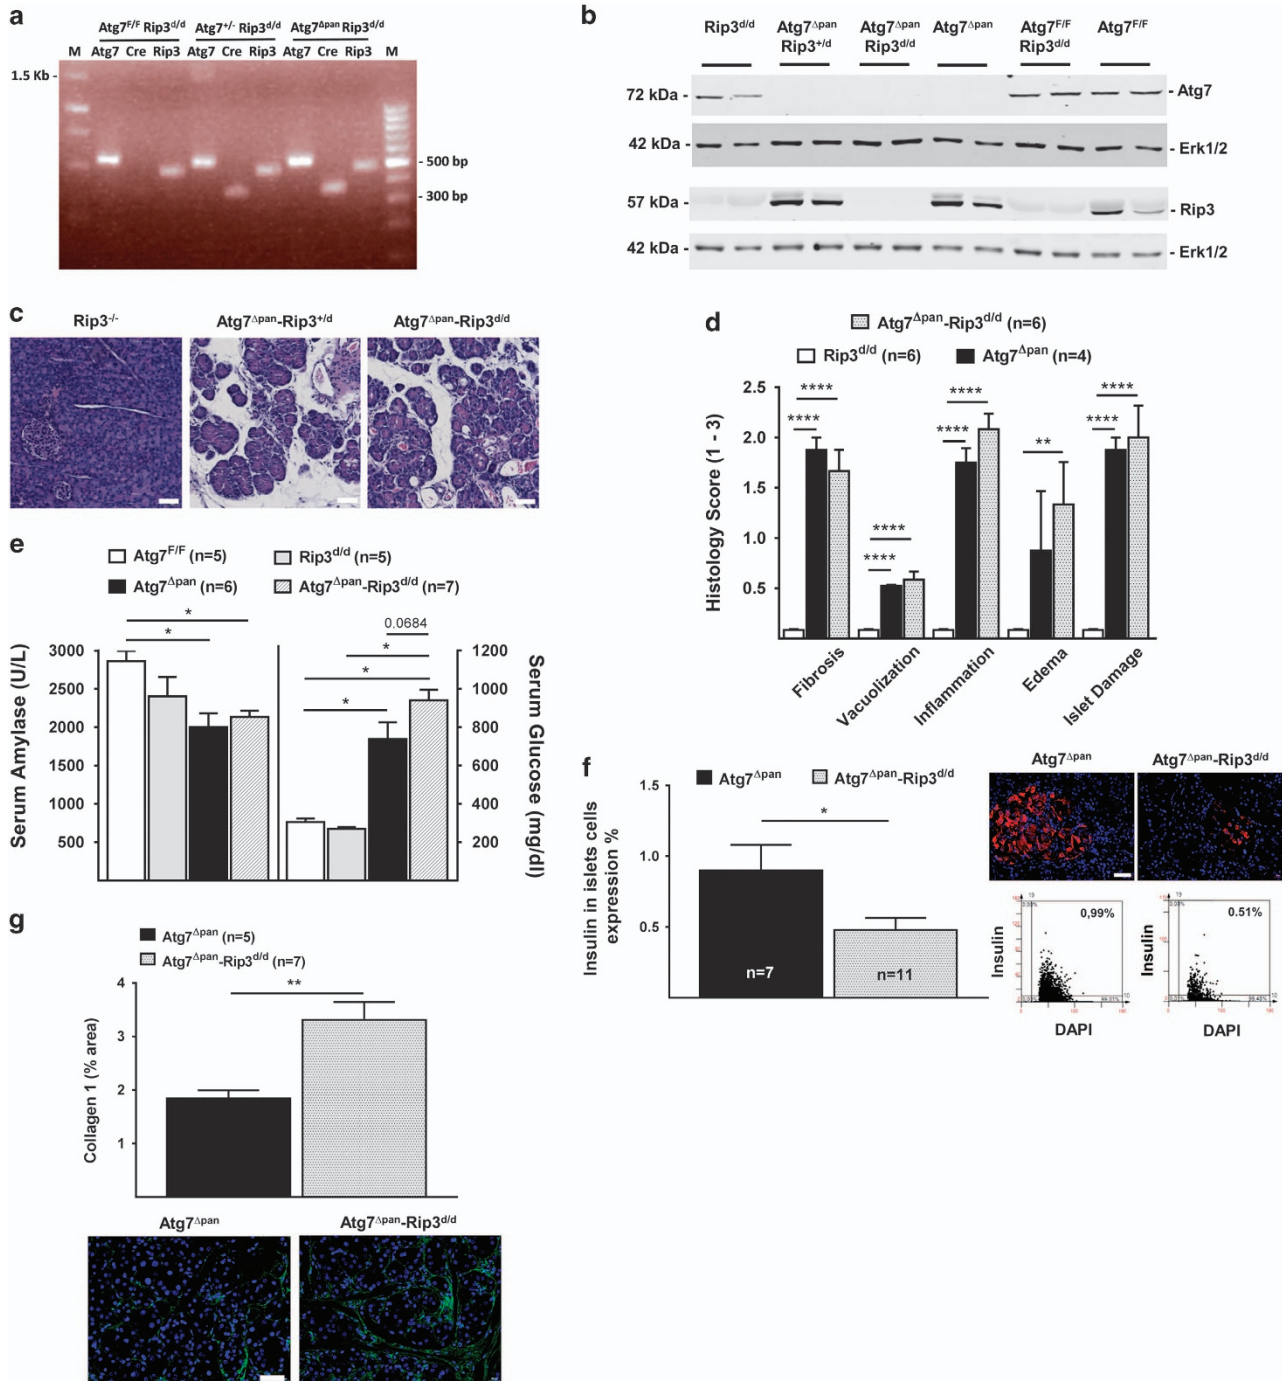 a
Atg7F/F Rip3d/d Atg7+/- Rip3d/d Atg7Δpan Rip3d/d
M Atg7 Cre Rip3 Atg7 Cre Rip3 Atg7 Cre Rip3 M
1.5 Kb -
- 500 bp
- 300 bp
b
Rip3d/d Atg7Δpan Rip3+/d Atg7Δpan Rip3d/d Atg7Δpan Atg7F/F Rip3d/d Atg7F/F
72 kDa - - Atg7
42 kDa - - Erk1/2
57 kDa - - Rip3
42 kDa - - Erk1/2
c
Rip3-/- Atg7Δpan-Rip3+/d Atg7Δpan-Rip3d/d
d
Atg7Δpan-Rip3d/d (n=6)
Rip3d/d (n=6) Atg7Δpan (n=4)
Histology Score (1 - 3)
2.5
2.0
1.5
1.0
0.5
**** **** **** **** **** **** ** **** ****
Fibrosis
Vacuolization
Inflammation
Edema
Islet Damage
e
Atg7F/F (n=5) Rip3d/d (n=5)
Atg7Δpan (n=6) Atg7Δpan-Rip3d/d (n=7)
* * 0.0684 * * *
Serum Amylase (U/L)
3000
2500
2000
1500
1000
500
1200
1000
800
600
400
200
Serum Glucose (mg/dl)
f
Atg7Δpan Atg7Δpan-Rip3d/d
Insulin in islets cells expression %
1.5
1.0
0.5
*
n=7 n=11
Atg7Δpan Atg7Δpan-Rip3d/d
0,99% 0.51%
Insulin Insulin
DAPI DAPI
g
Atg7Δpan (n=5)
Atg7Δpan-Rip3d/d (n=7)
**
Collagen 1 (% area)
4
3
2
1
Atg7Δpan Atg7Δpan-Rip3d/d